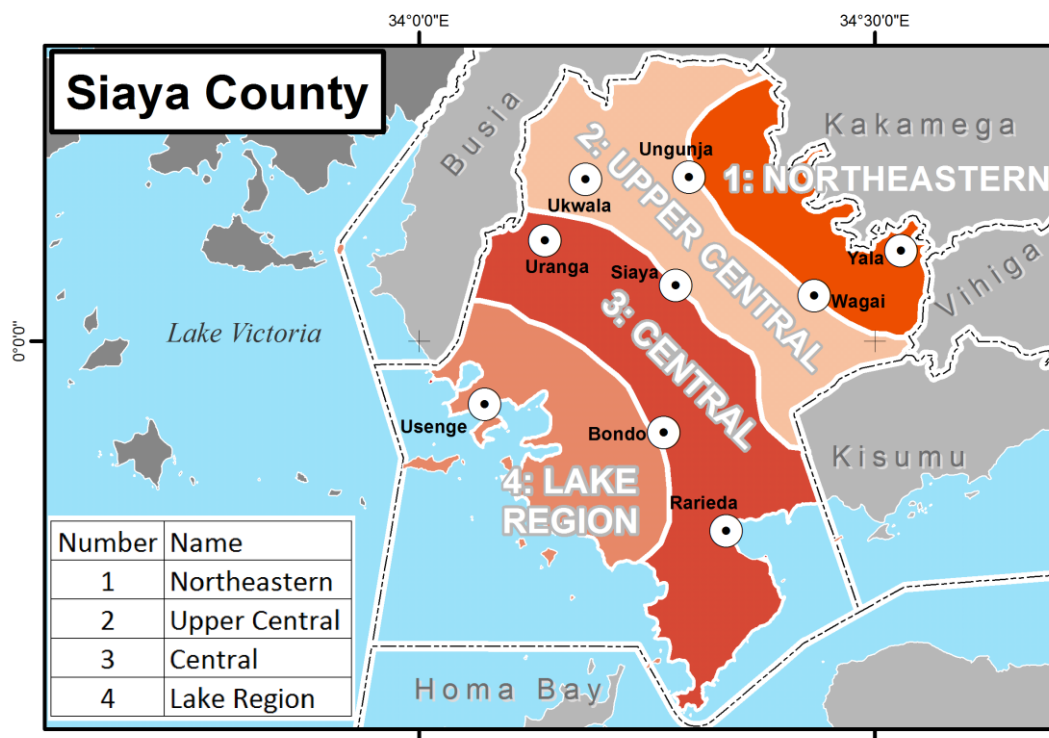 34°0'0"E
34°30'0"E
Siaya County
Busia
Kakamega
2: UPPER CENTRAL
Ungunja
1: NORTHEASTERN
Ukwala
Yala
Uranga
Siaya
Wagai
Vihiga
3: CENTRAL
Lake Victoria
0°0'0"
Usenge
Bondo
Kisumu
4: LAKE
REGION
Rarieda
Number Name
1 Northeastern
2 Upper Central
3 Central
4 Lake Region
Homa Bay